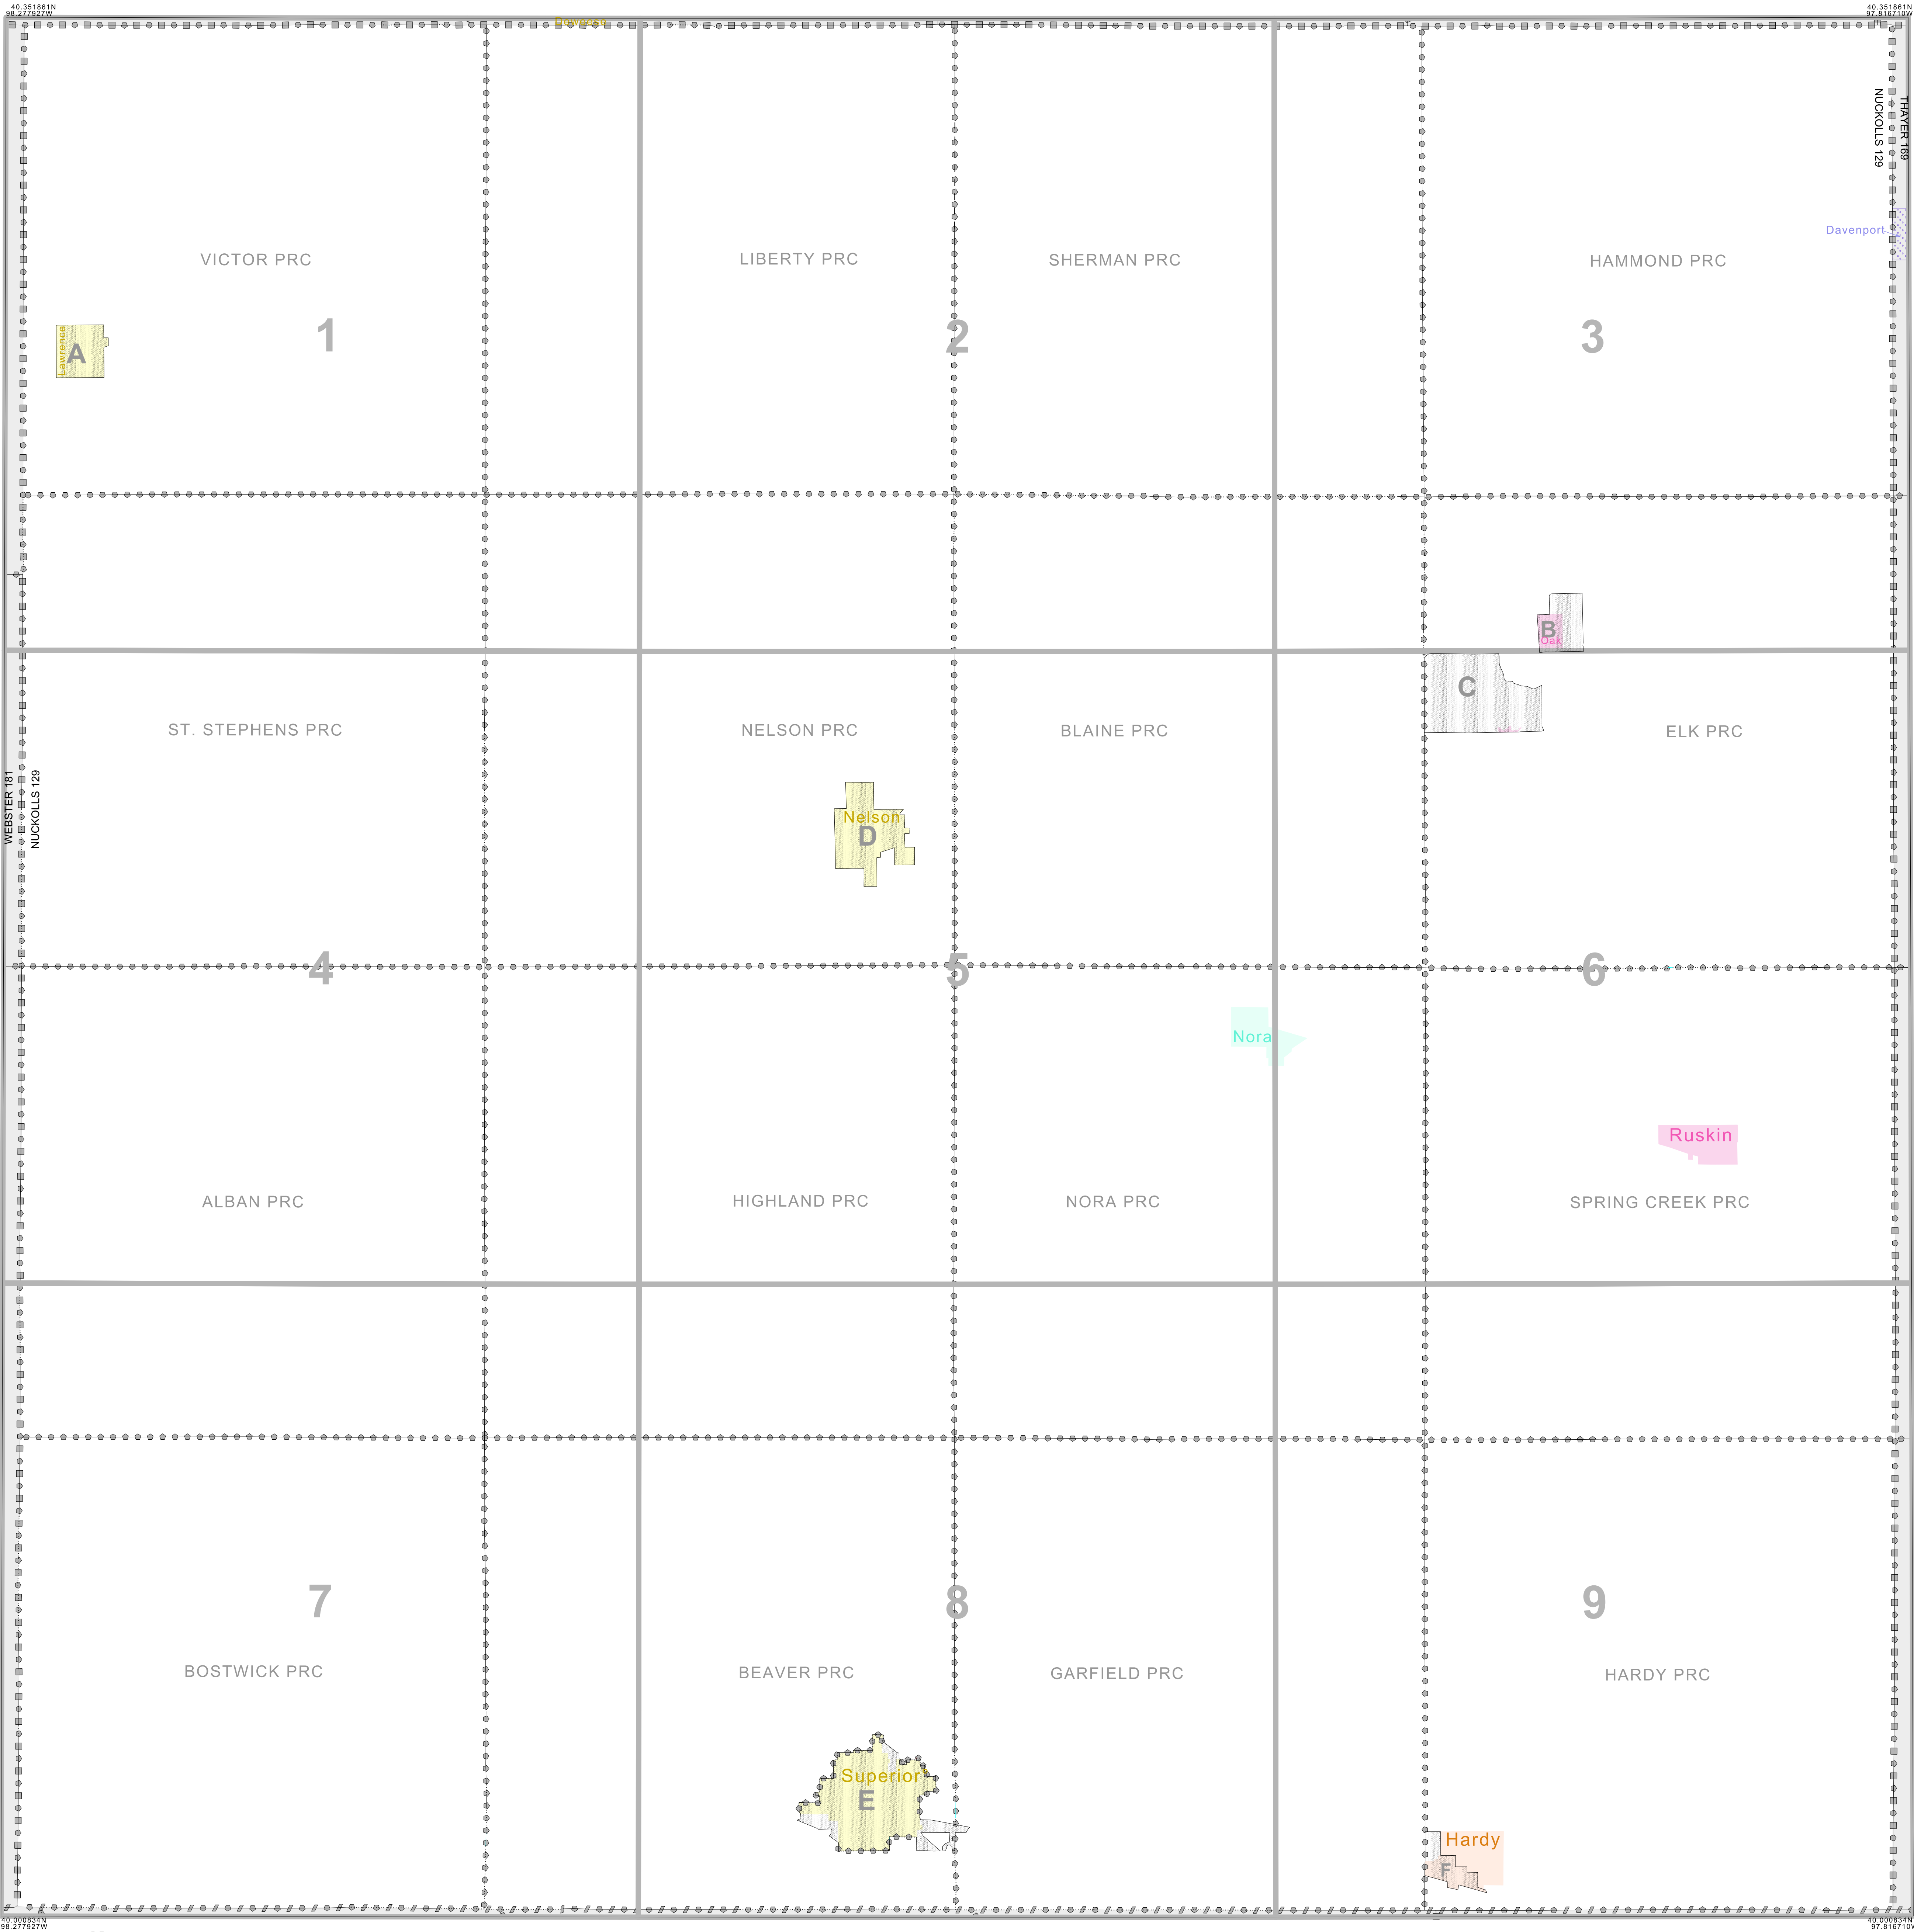 40.351861N
98.277927W
40.351861N
97.816710W
THAYER 169
NUCKOLLS 129
Davenport
VICTOR PRC
LIBERTY PRC
SHERMAN PRC
HAMMOND PRC
1
2
3
Lawrence
A
B
Oak
C
ST. STEPHENS PRC
NELSON PRC
BLAINE PRC
ELK PRC
WEBSTER 181
NUCKOLLS 129
Nelson
D
4
5
6
Nora
Ruskin
ALBAN PRC
HIGHLAND PRC
NORA PRC
SPRING CREEK PRC
7
8
9
BOSTWICK PRC
BEAVER PRC
GARFIELD PRC
HARDY PRC
Superior
E
Hardy
F
40.000834N
98.277927W
40.000834N
97.816710W